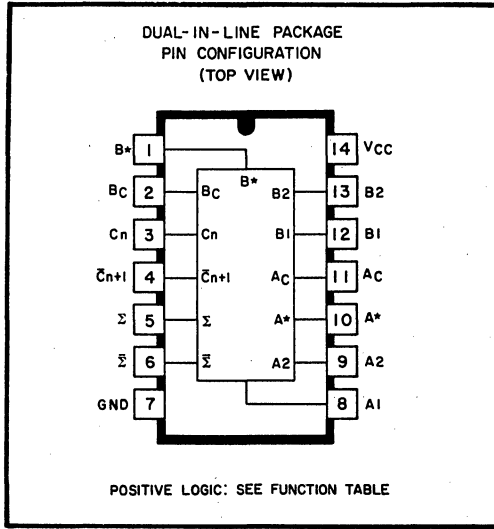 DUAL-IN-LINE PACKAGE
PIN CONFIGURATION
(TOP VIEW)
B* 1 14 VCC
B*
BC 2 BC B2 13 B2
Cn 3 Cn B1 12 B1
C̄n+1 4 C̄n+1 AC 11 AC
Σ 5 Σ A* 10 A*
Σ̄ 6 Σ̄ A2 9 A2
GND 7 8 A1
POSITIVE LOGIC: SEE FUNCTION TABLE